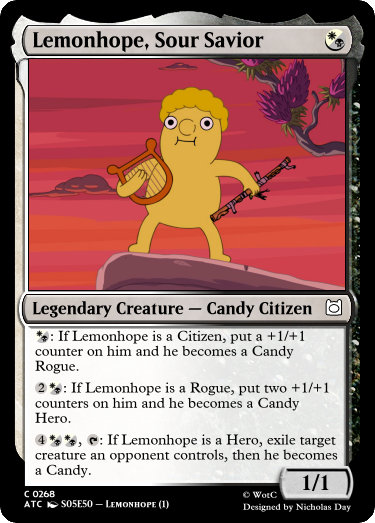 Lemonhope, Sour Savior
Legendary Creature — Candy Citizen
: If Lemonhope is a Citizen, put a +1/+1
counter on him and he becomes a Candy
Rogue.
2 : If Lemonhope is a Rogue, put two +1/+1
counters on him and he becomes a Candy
Hero.
4 , : If Lemonhope is a Hero, exile target
creature an opponent controls, then he becomes
a Candy.
1/1
C 0268
ATC S05E50 — Lemonhope (1)
© WotC
Designed by Nicholas Day